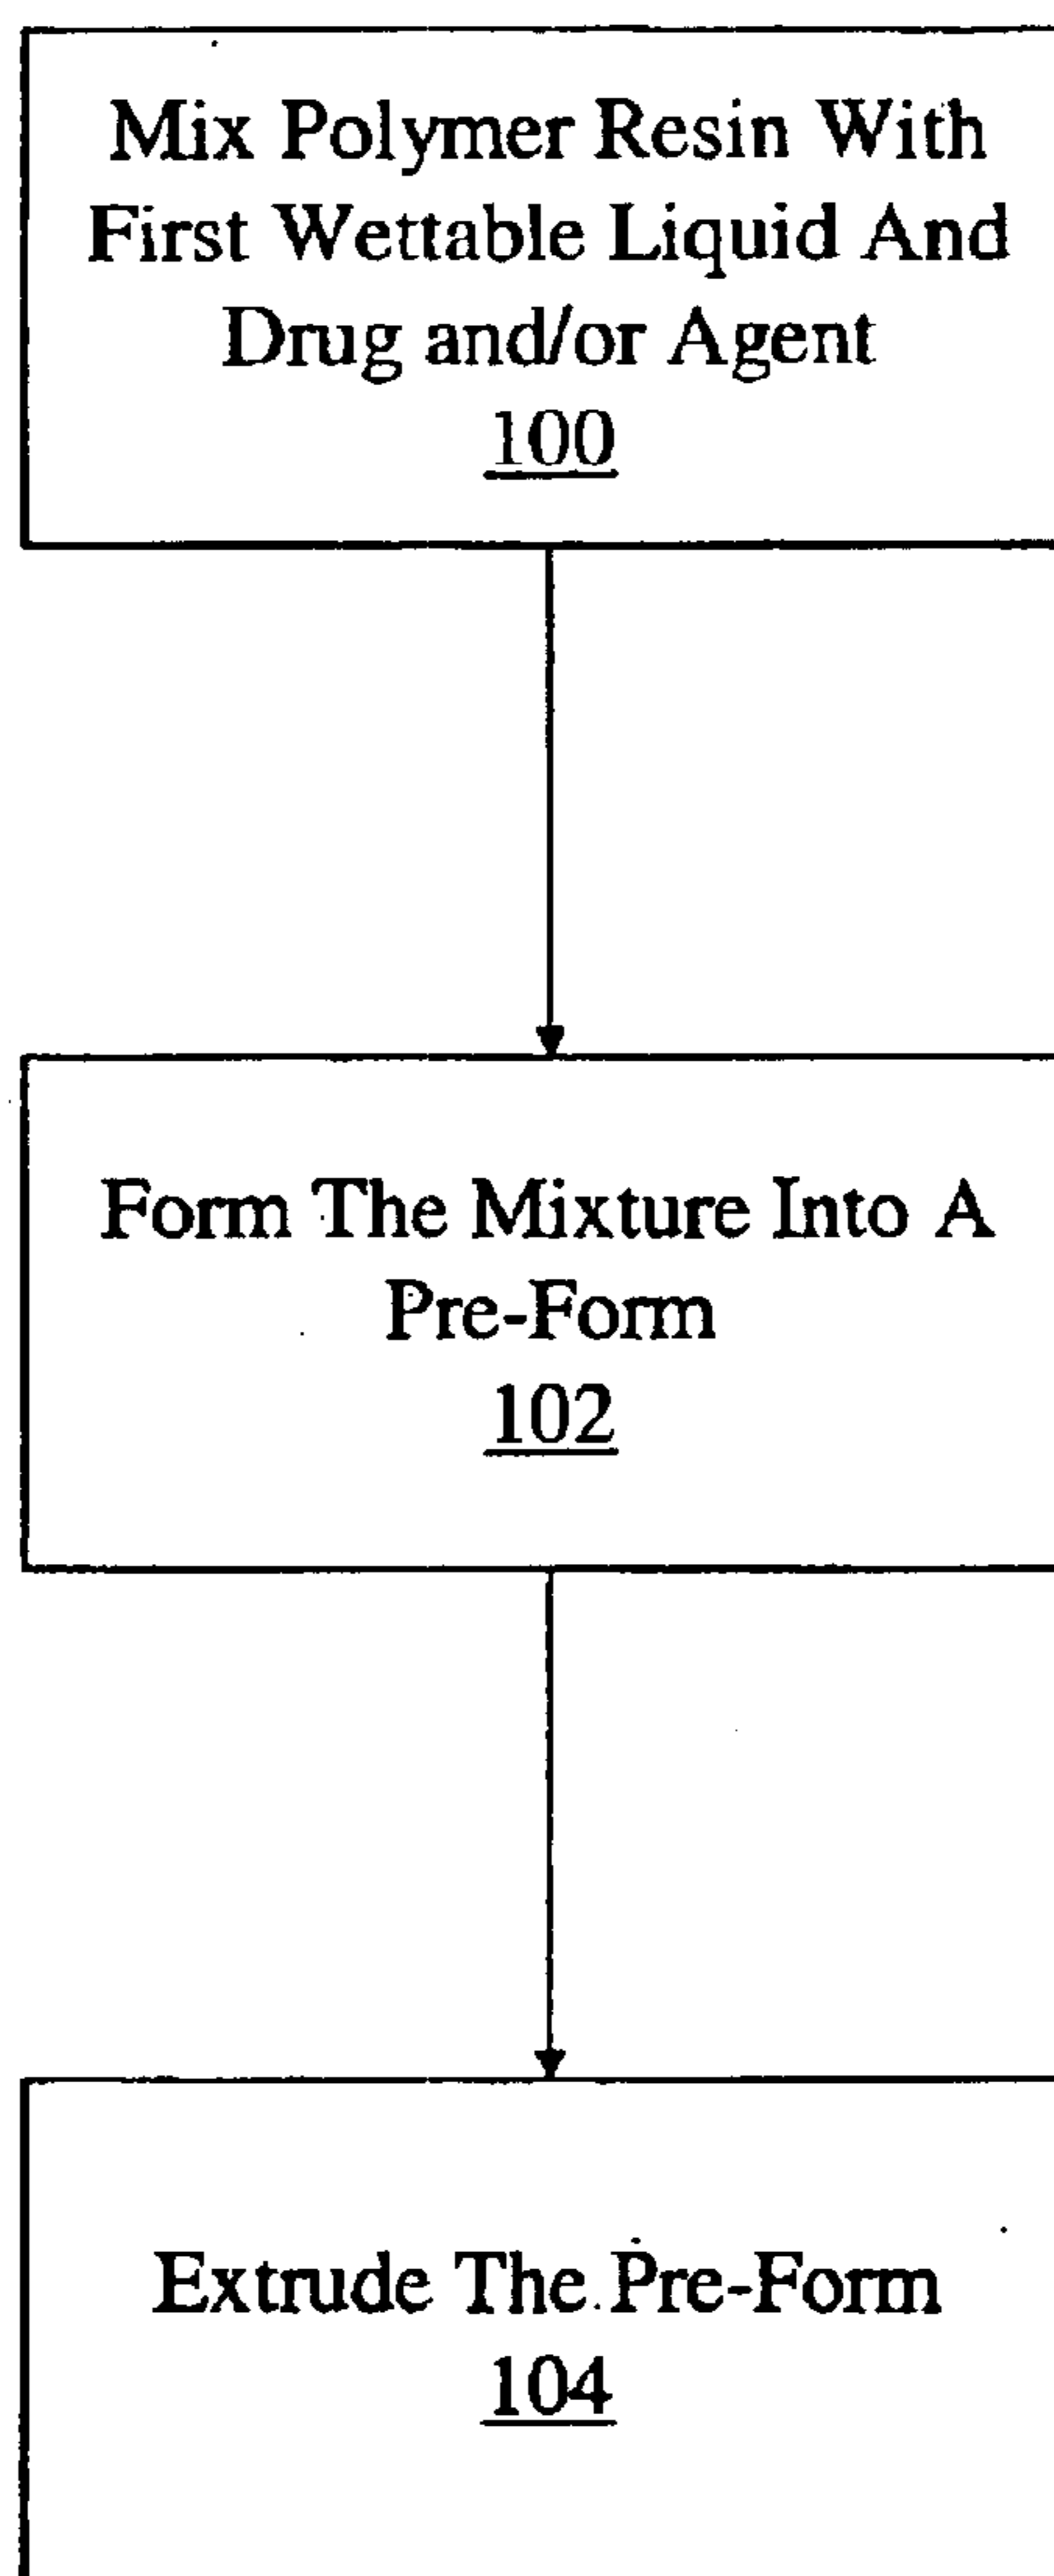 Mix Polymer Resin With
First Wettable Liquid And
Drug and/or Agent
100
Form The Mixture Into A
Pre-Form
102
Extrude The Pre-Form
104